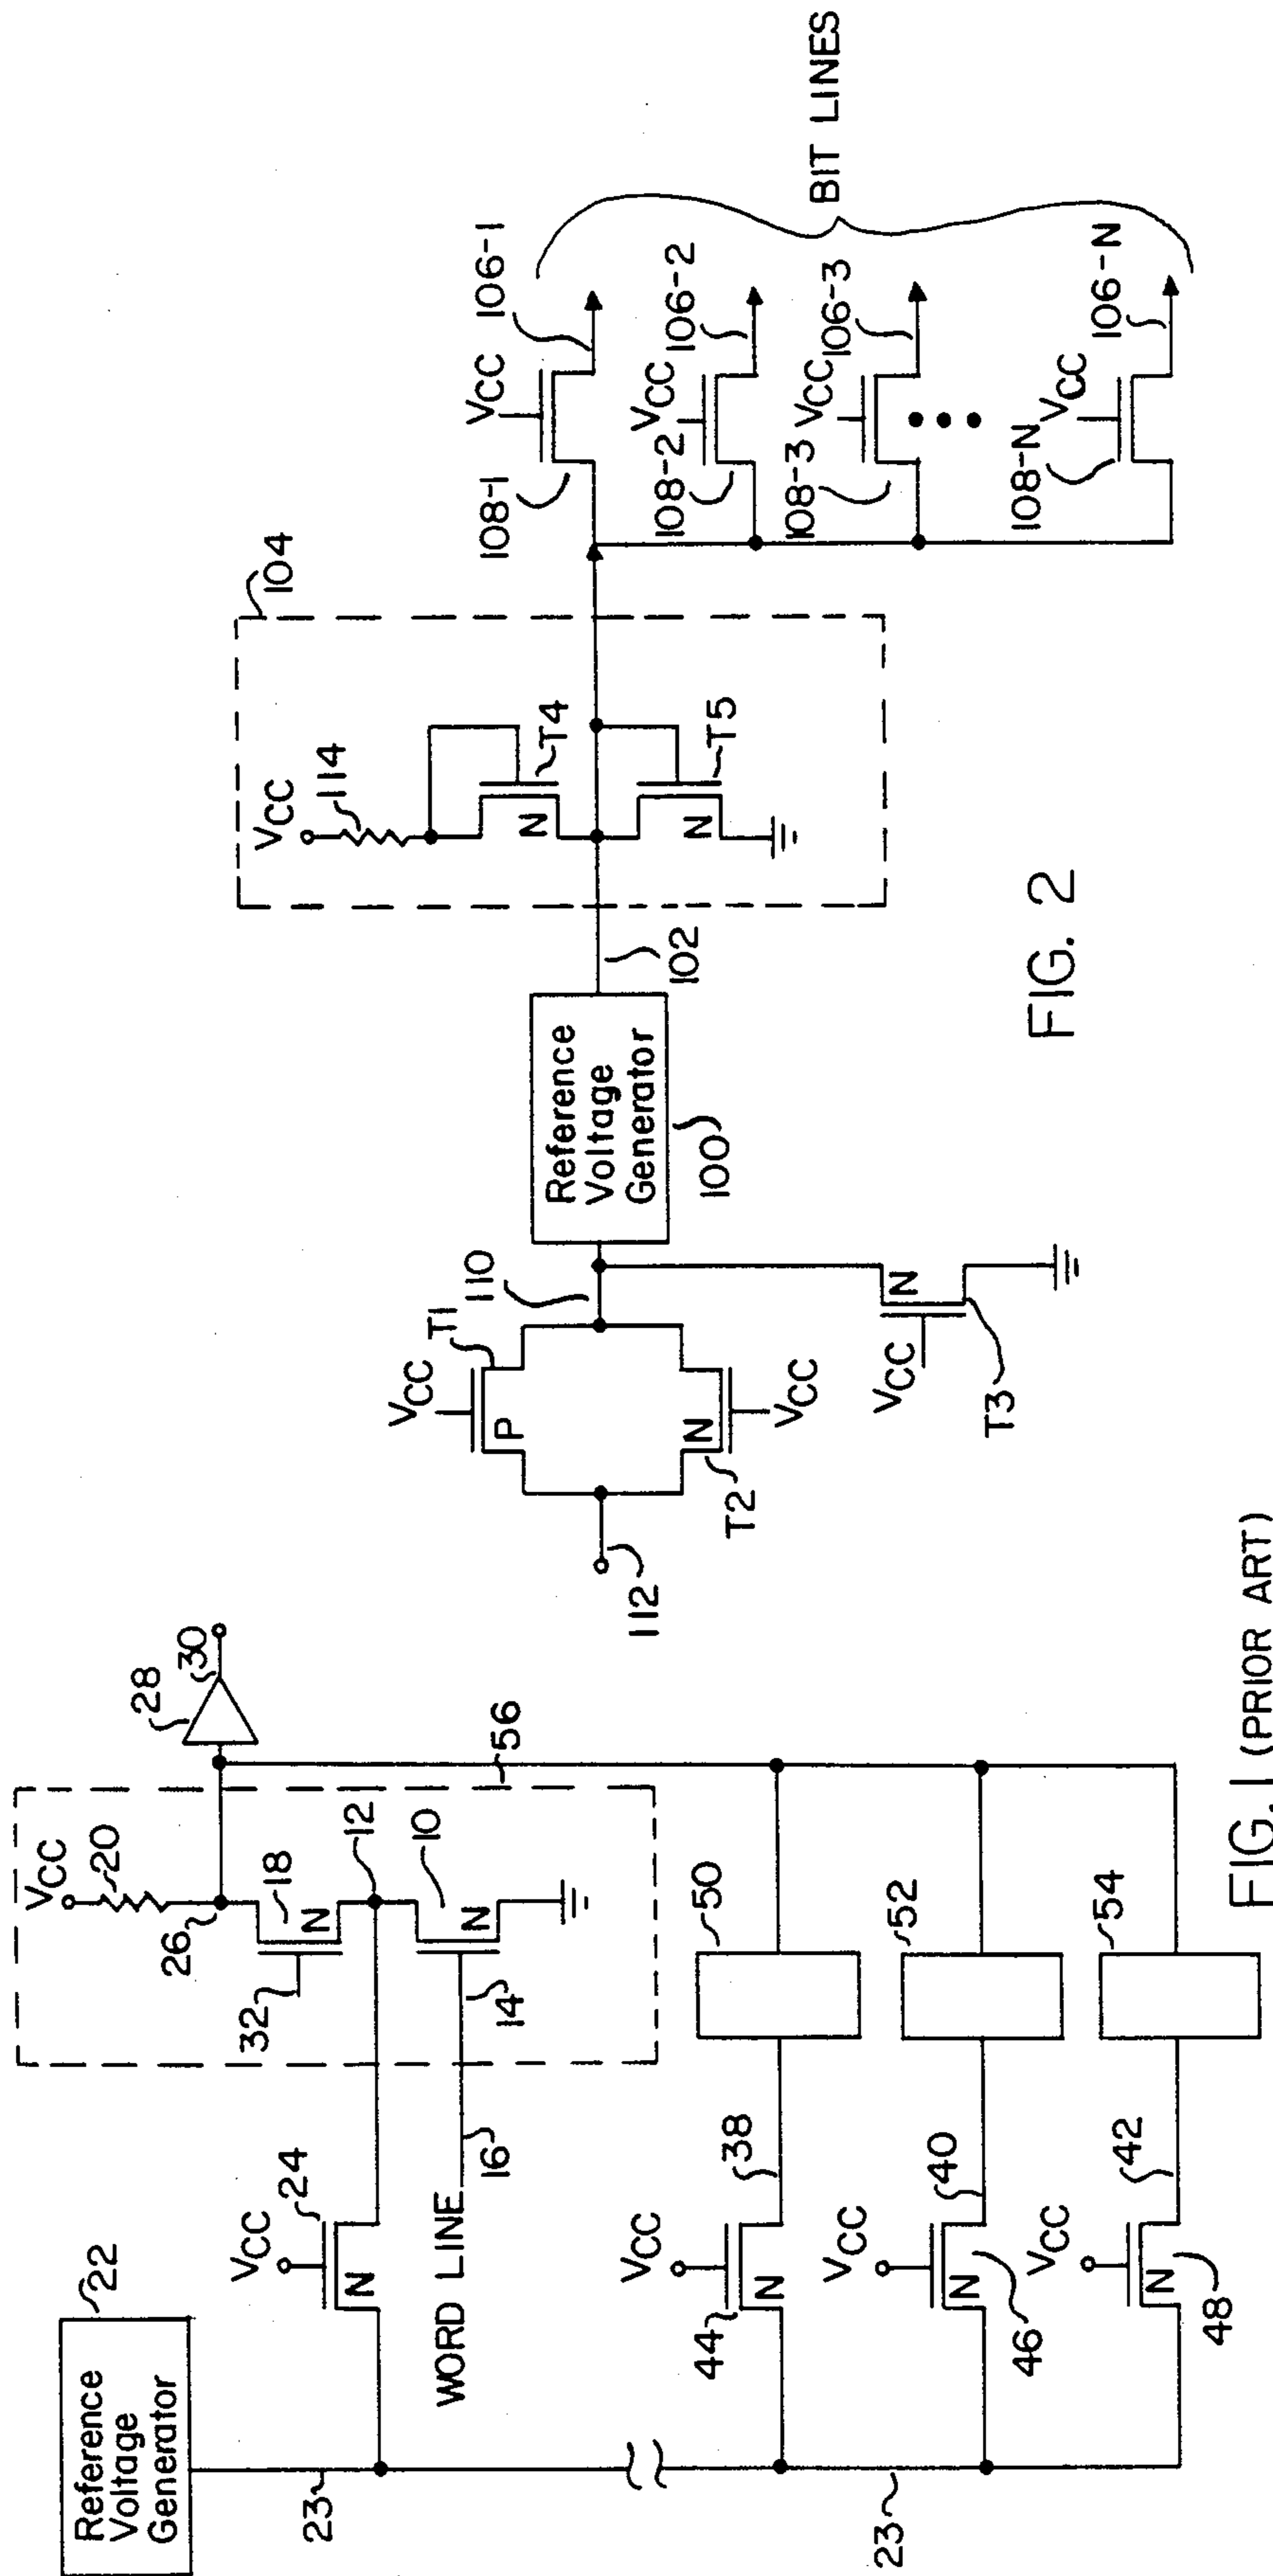 Reference
Voltage
Generator
22
23
VCC
24
N
WORD LINE
16
14
VCC
20
26
18
N
32
12
10
N
56
28
30
VCC
44
N
38
50
VCC
46
N
40
52
VCC
48
N
42
54
23
FIG. 1 (PRIOR ART)
112
VCC
T1
P
110
T2
N
VCC
VCC
N
T3
Reference
Voltage
Generator
100
102
104
VCC
114
T4
N
T5
N
VCC
108-1
106-1
VCC
108-2
106-2
VCC
108-3
106-3
VCC
108-N
106-N
BIT LINES
FIG. 2